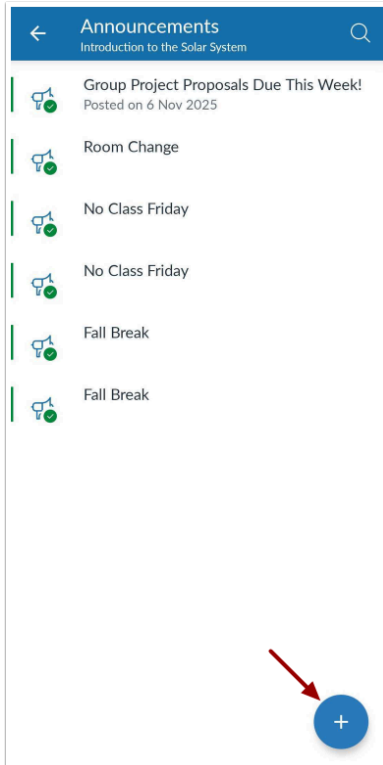 Announcements
Introduction to the Solar System
Group Project Proposals Due This Week!
Posted on 6 Nov 2025
Room Change
No Class Friday
No Class Friday
Fall Break
Fall Break
+